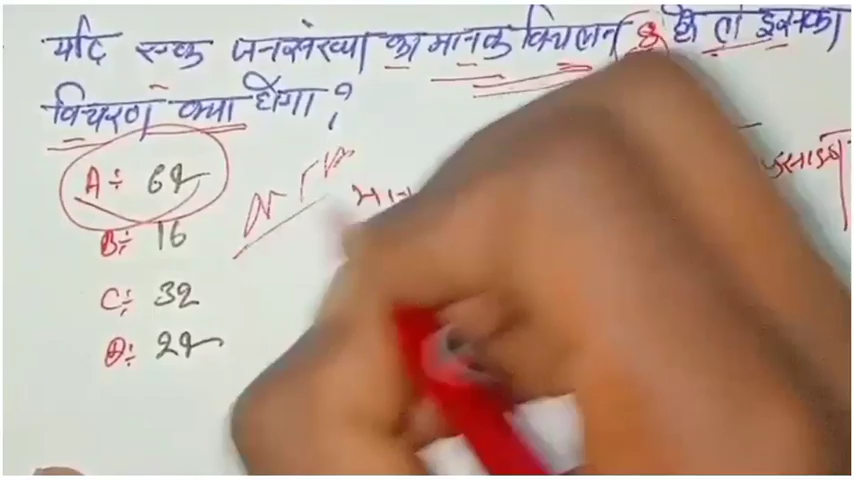 यदि एक जनसंख्या का मानक विचलन 8 हो तो इसका
विचरण क्या होगा ?
A ÷ 64
B ÷ 16
C ÷ 32
D ÷ 24